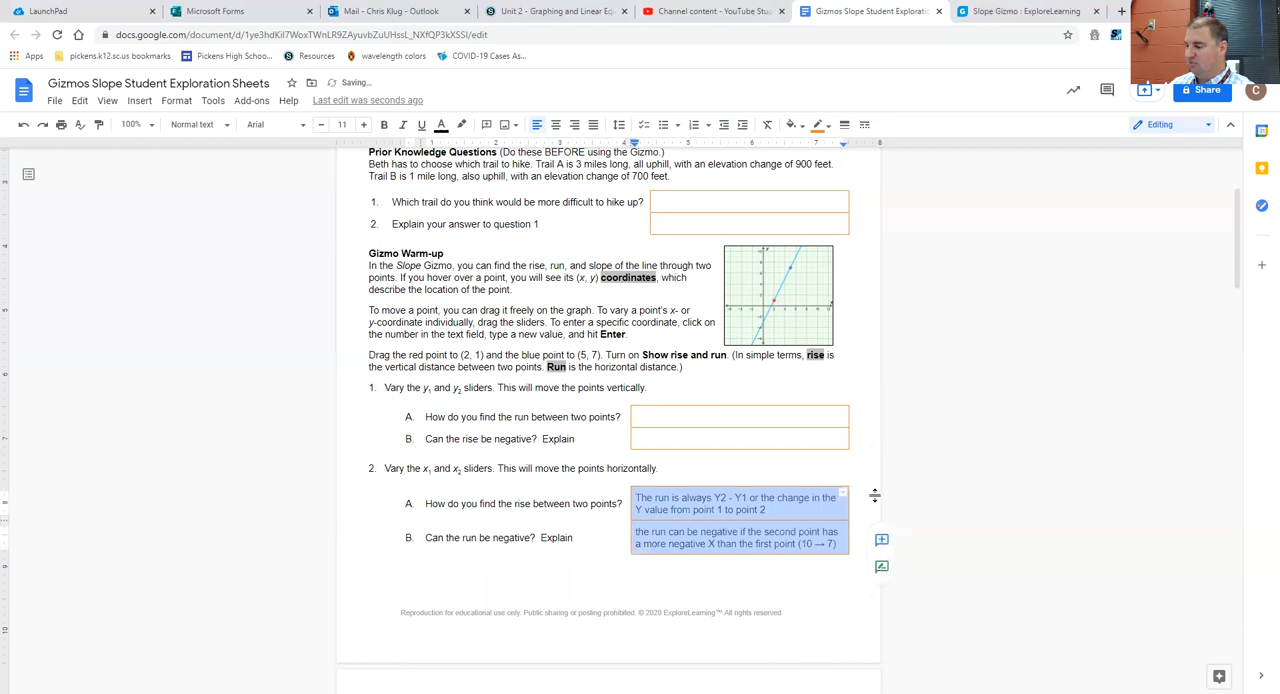 LaunchPad
Microsoft Forms
Mail - Chris Klug - Outlook
Unit 2 - Graphing and Linear Eq
Channel content - YouTube Stu
Gizmos Slope Student Exploratio
Slope Gizmo : ExploreLearning
docs.google.com/document/d/1ye3hdKil7WoxTWnLR9ZAyuvbZuUHssL_NXfQP3kXSSI/edit
Apps
pickens.k12.sc.us bookmarks
Pickens High Schoo...
Resources
wavelength colors
COVID-19 Cases As...
Gizmos Slope Student Exploration Sheets
Saving...
File Edit View Insert Format Tools Add-ons Help Last edit was seconds ago
Share
C
100% Normal text Arial 11
Editing
Prior Knowledge Questions (Do these BEFORE using the Gizmo.)
Beth has to choose which trail to hike. Trail A is 3 miles long, all uphill, with an elevation change of 900 feet.
Trail B is 1 mile long, also uphill, with an elevation change of 700 feet.
1. Which trail do you think would be more difficult to hike up?
2. Explain your answer to question 1
Gizmo Warm-up
In the Slope Gizmo, you can find the rise, run, and slope of the line through two
points. If you hover over a point, you will see its (x, y) coordinates, which
describe the location of the point.
To move a point, you can drag it freely on the graph. To vary a point's x- or
y-coordinate individually, drag the sliders. To enter a specific coordinate, click on
the number in the text field, type a new value, and hit Enter.
Drag the red point to (2, 1) and the blue point to (5, 7). Turn on Show rise and run. (In simple terms, rise is
the vertical distance between two points. Run is the horizontal distance.)
1. Vary the y1 and y2 sliders. This will move the points vertically.
A. How do you find the run between two points?
B. Can the rise be negative? Explain
2. Vary the x1 and x2 sliders. This will move the points horizontally.
A. How do you find the rise between two points?
The run is always Y2 - Y1 or the change in the
Y value from point 1 to point 2
B. Can the run be negative? Explain
the run can be negative if the second point has
a more negative X than the first point (10 → 7)
Reproduction for educational use only. Public sharing or posting prohibited. © 2020 ExploreLearning™ All rights reserved